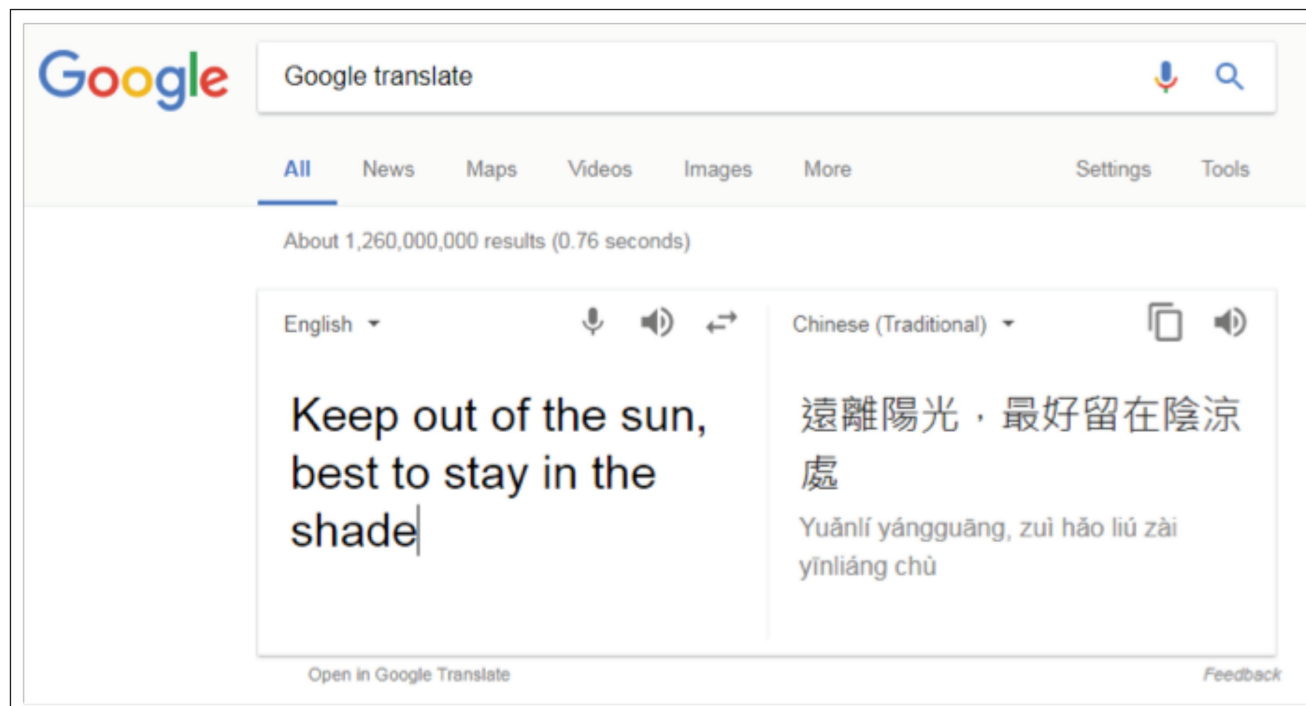 Google
Google translate
All News Maps Videos Images More Settings Tools
About 1,260,000,000 results (0.76 seconds)
English Chinese (Traditional)
Keep out of the sun,
best to stay in the
shade
遠離陽光，最好留在陰涼
處
Yuǎnlí yángguāng, zuì hǎo liú zài
yīnliáng chù
Open in Google Translate Feedback